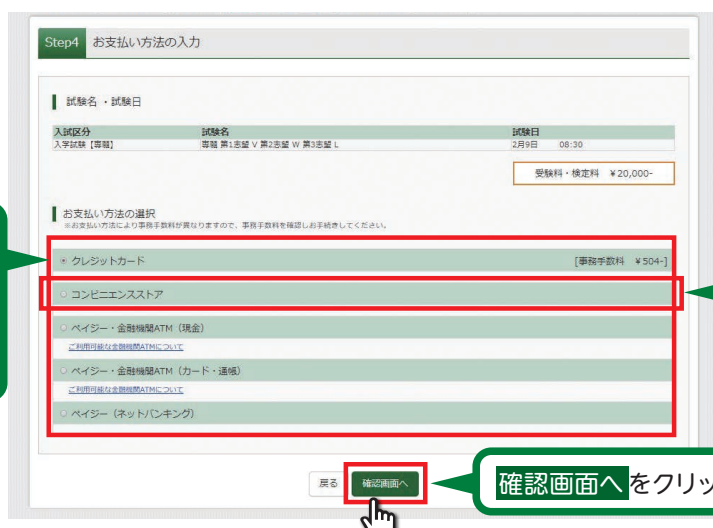 Step4 お支払い方法の入力
試験名・試験日
入試区分 試験名 試験日
入学試験【専願】 専願 第1志望 V 第2志望 W 第3志望 L 2月9日 08:30
受験料・検定料 ¥20,000-
お支払い方法の選択
※お支払い方法により事務手数料が異なりますので、事務手数料を確認しお手続きしてください。
クレジットカード [事務手数料 ¥504-]
コンビニエンスストア
ペイジー・金融機関ATM(現金)
ご利用可能な金融機関ATMについて
ペイジー・金融機関ATM(カード・通帳)
ご利用可能な金融機関ATMについて
ペイジー(ネットバンキング)
戻る 確認画面へ
確認画面へ をクリッ